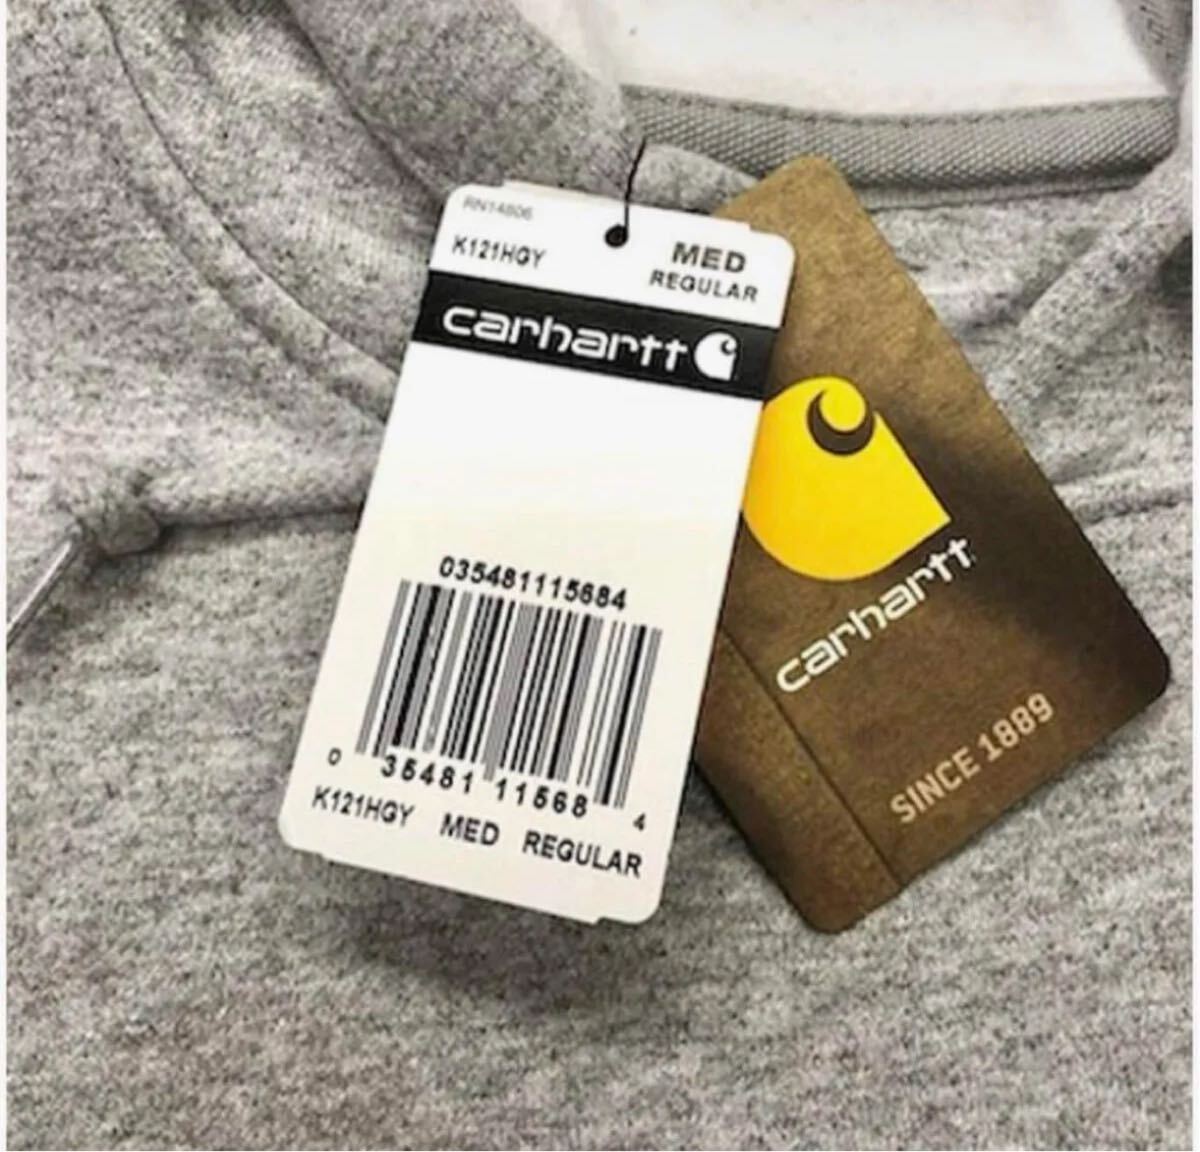 RN14806
K121HGY
MED
REGULAR
carhartt
035481115684
0 35481 11568 4
K121HGY MED REGULAR
carhartt
SINCE 1889